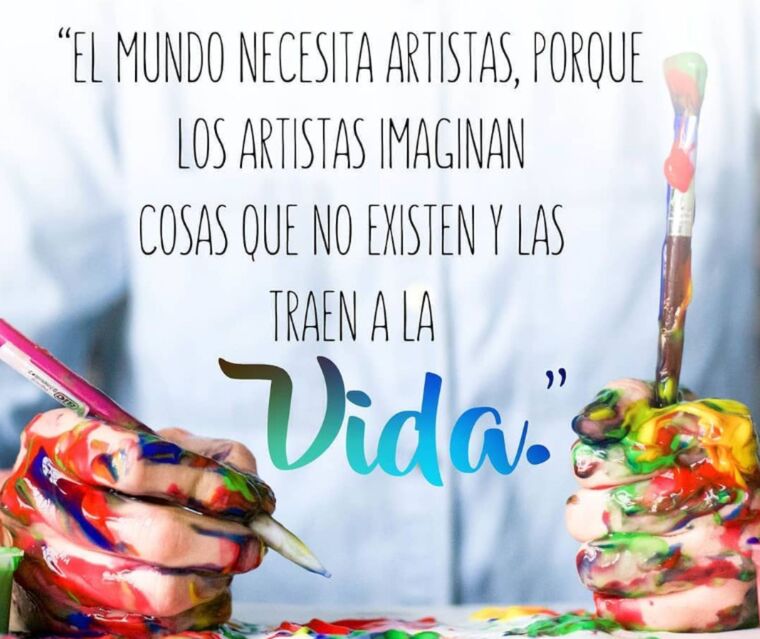 “EL MUNDO NECESITA ARTISTAS, PORQUE
LOS ARTISTAS IMAGINAN
COSAS QUE NO EXISTEN Y LAS
TRAEN A LA
Vida.”